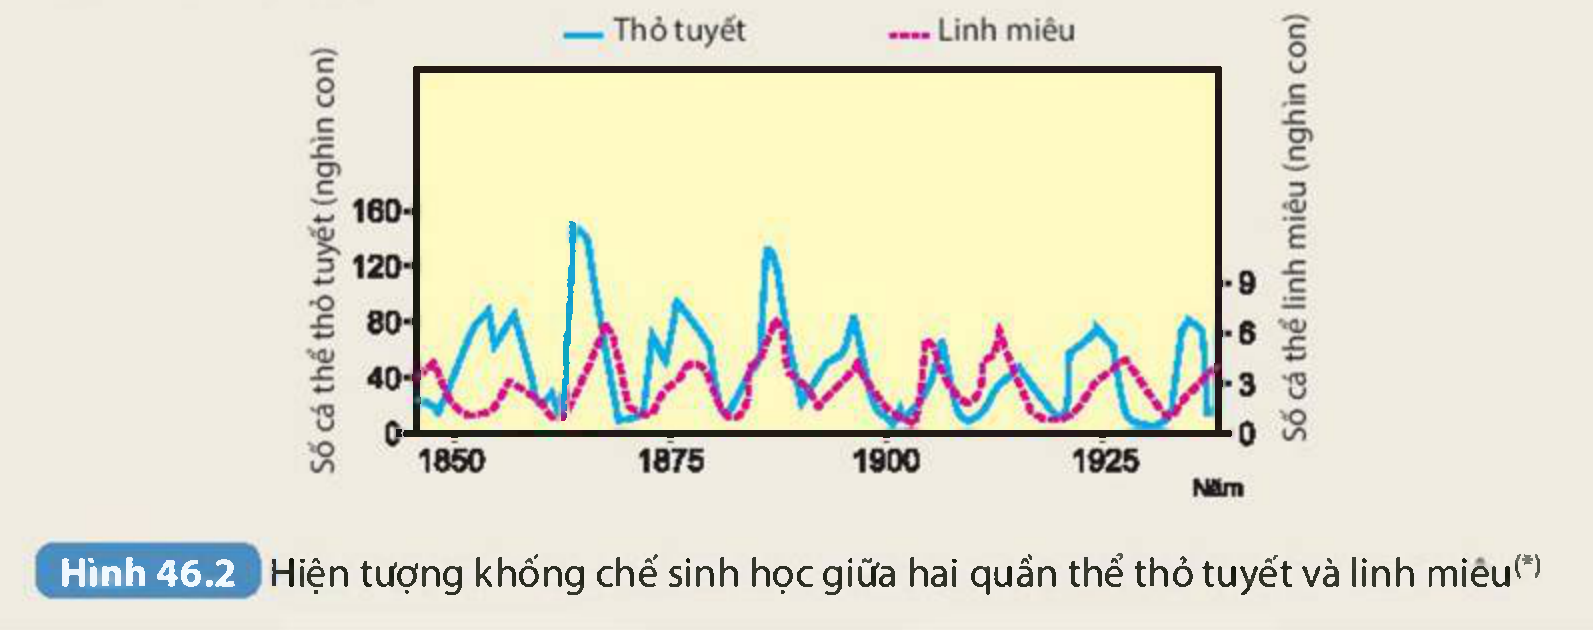 Thỏ tuyết
Linh miêu
Số cá thể thỏ tuyết (nghìn con)
160
120
80
40
0
9
6
3
0
Số cá thể linh miêu (nghìn con)
1850 1875 1900 1925
Năm
Hình 46.2 Hiện tượng khống chế sinh học giữa hai quần thể thỏ tuyết và linh miêu(*)